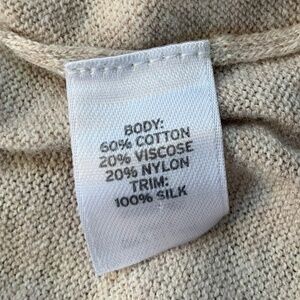 BODY:
60% COTTON
20% VISCOSE
20% NYLON
TRIM:
100% SILK